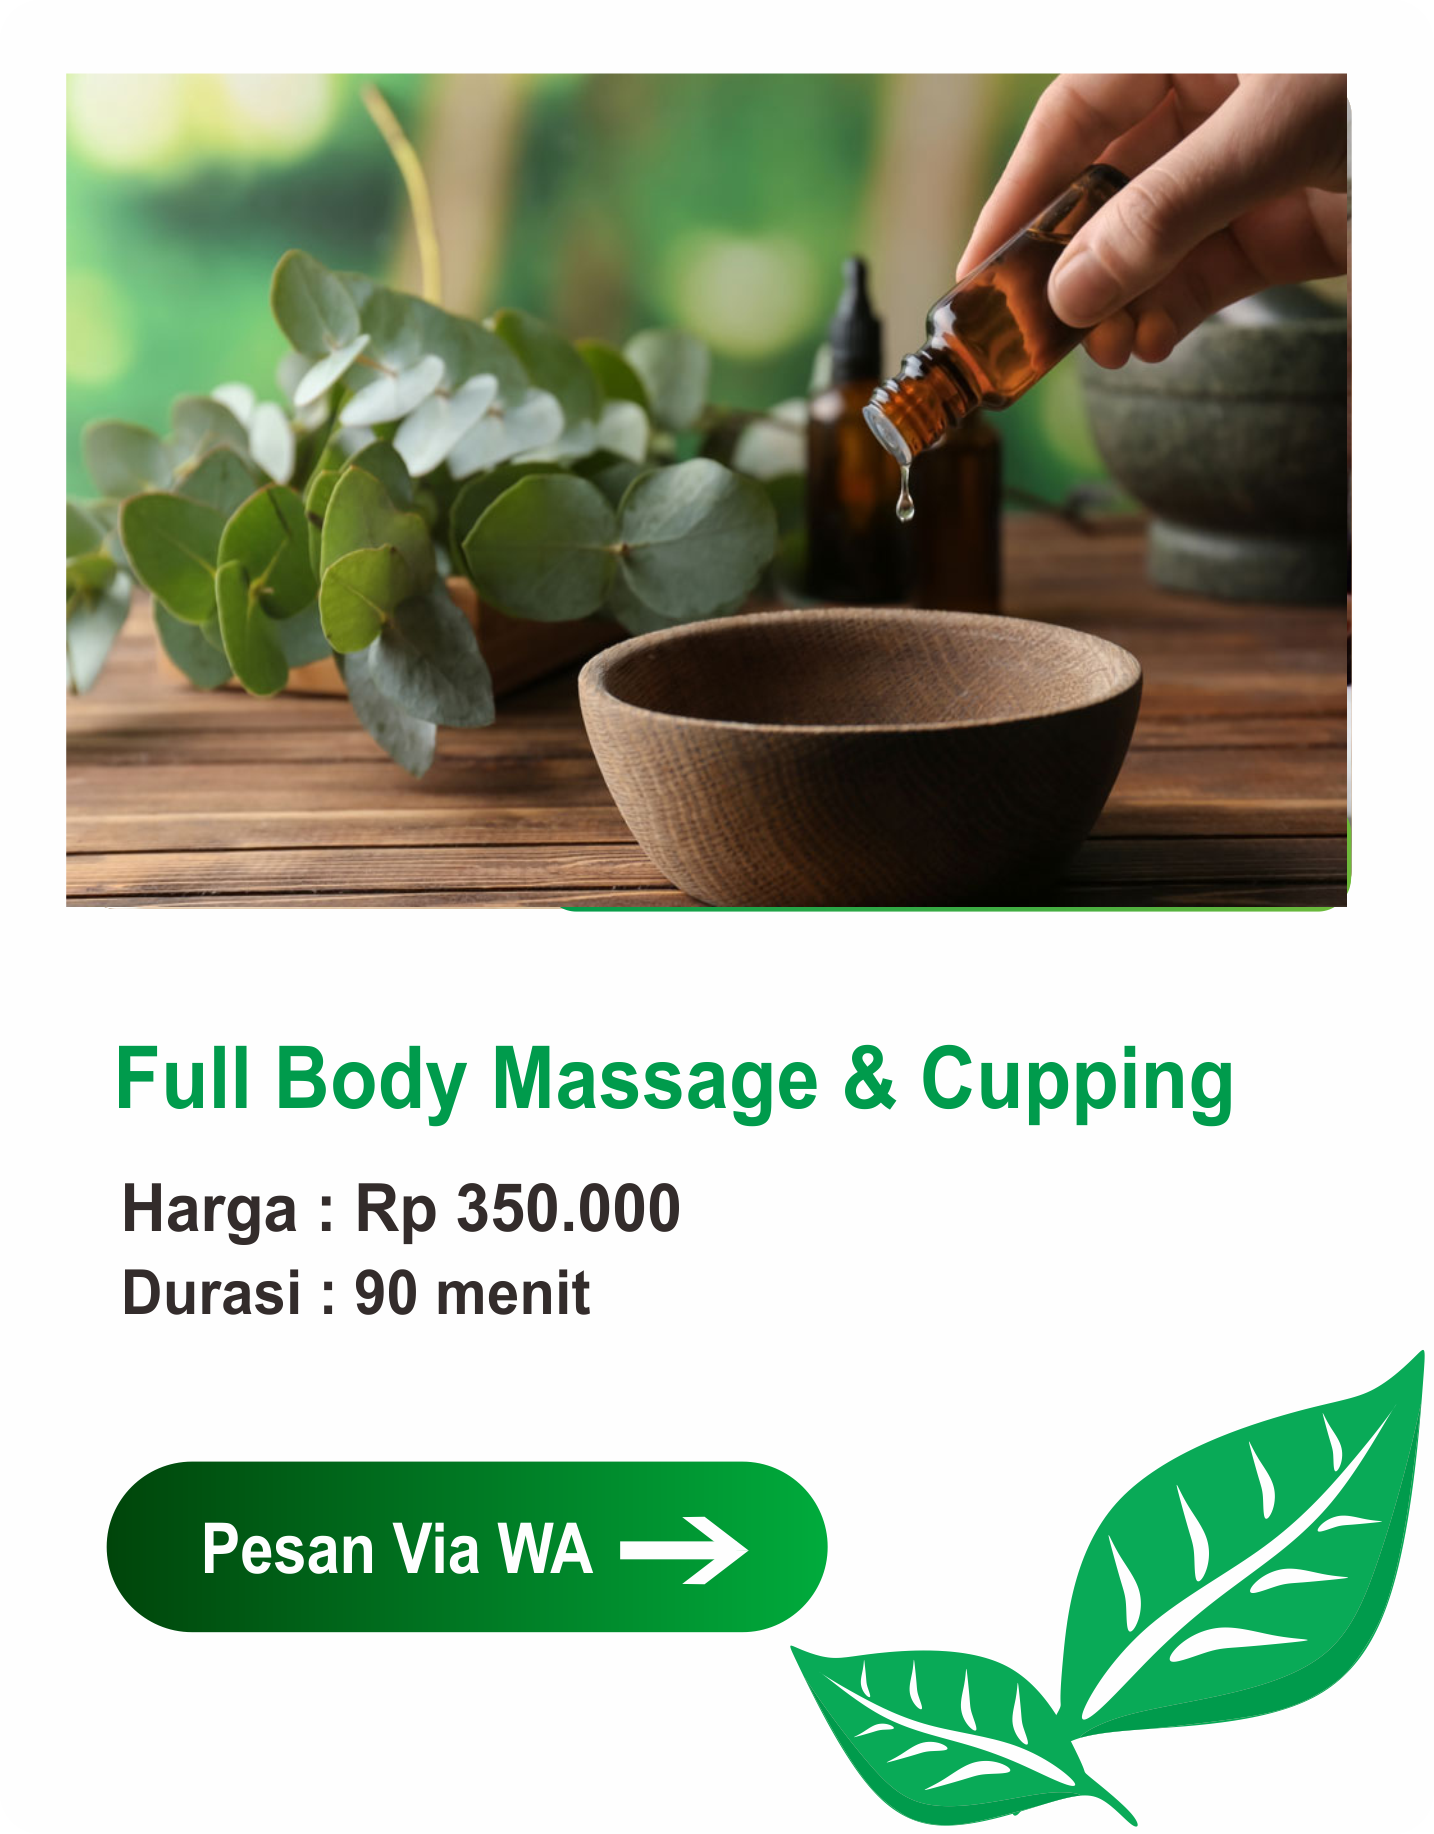 Full Body Massage & Cupping
Harga : Rp 350.000
Durasi : 90 menit
Pesan Via WA